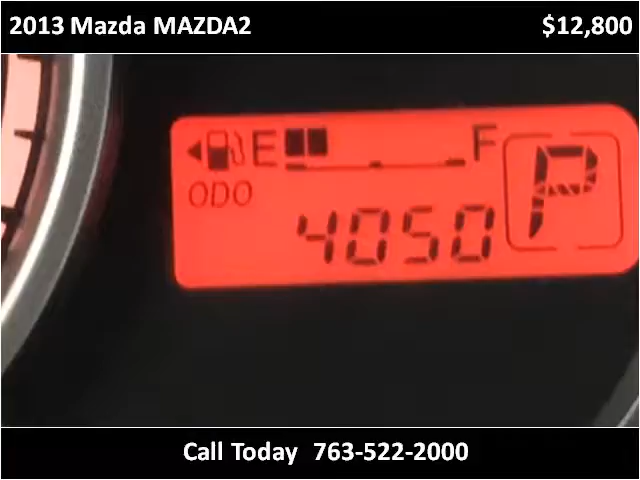 2013 Mazda MAZDA2 $12,800
E F
ODO
4050 P
Call Today 763-522-2000